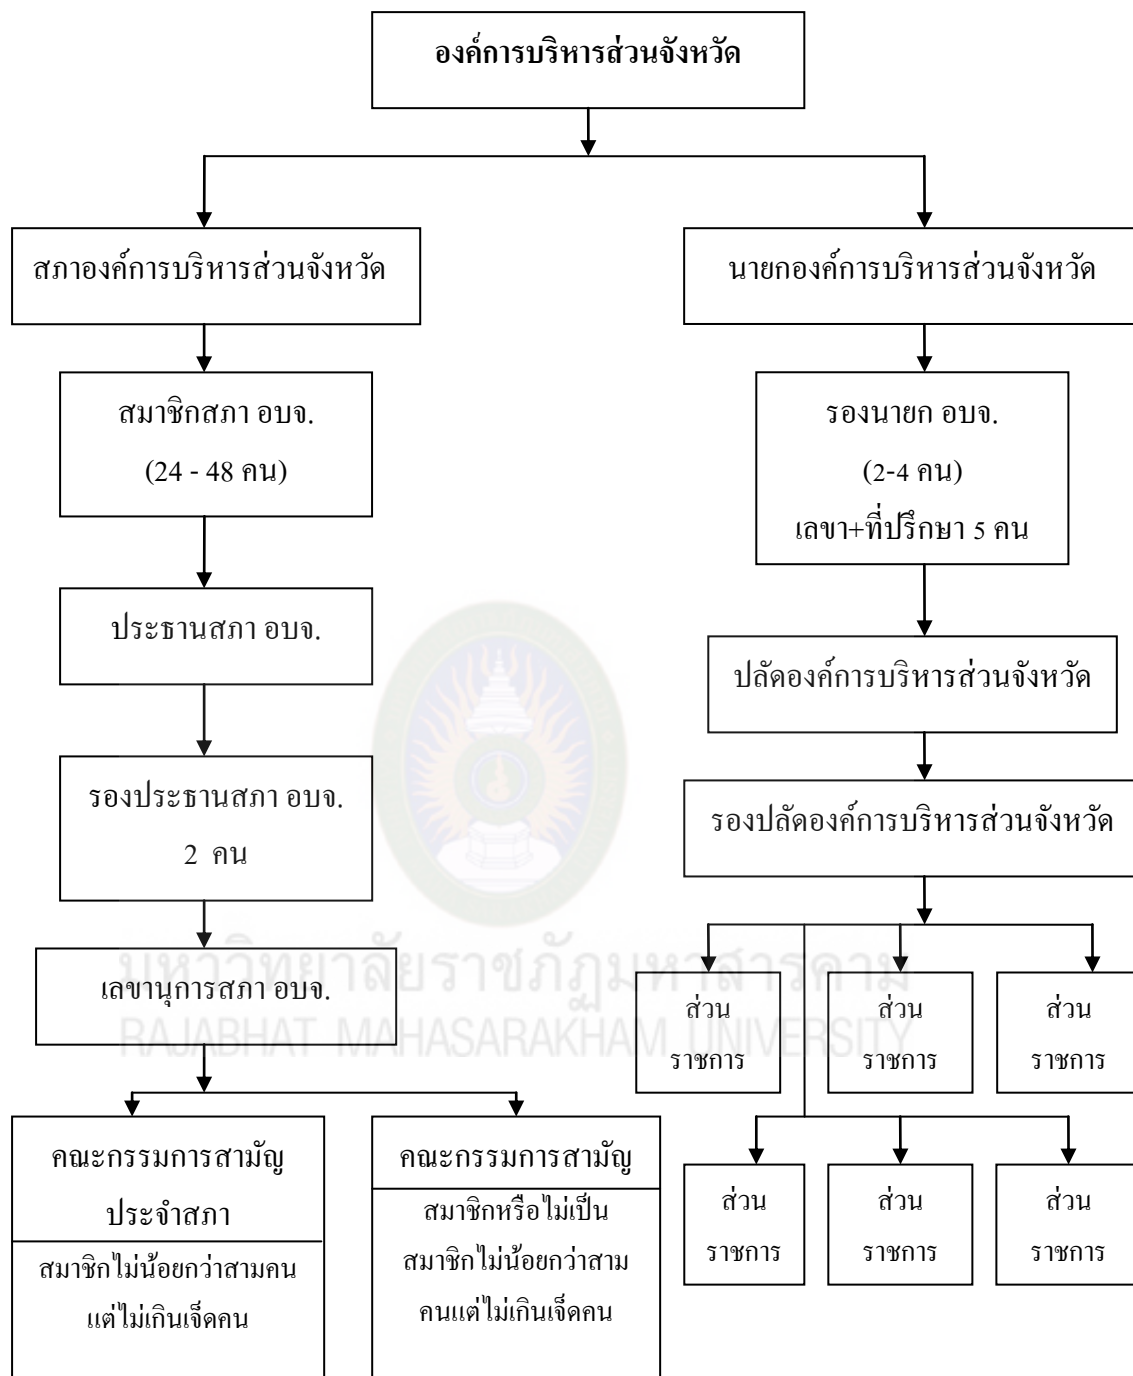 องค์การบริหารส่วนจังหวัด
สภาองค์การบริหารส่วนจังหวัด
นายกองค์การบริหารส่วนจังหวัด
สมาชิกสภา อบจ.
(24 - 48 คน)
รองนายก อบจ.
(2-4 คน)
เลขา+ที่ปรึกษา 5 คน
ประธานสภา อบจ.
ปลัดองค์การบริหารส่วนจังหวัด
รองประธานสภา อบจ.
2 คน
รองปลัดองค์การบริหารส่วนจังหวัด
เลขานุการสภา อบจ.
มหาวิทยาลัยราชภัฏมหาสารคาม
RAJABHAT MAHASARAKHAM UNIVERSITY
ส่วน
ราชการ
ส่วน
ราชการ
ส่วน
ราชการ
คณะกรรมการสามัญ
ประจำสภา
สมาชิกไม่น้อยกว่าสามคน
แต่ไม่เกินเจ็ดคน
คณะกรรมการสามัญ
สมาชิกหรือไม่เป็น
สมาชิกไม่น้อยกว่าสาม
คนแต่ไม่เกินเจ็ดคน
ส่วน
ราชการ
ส่วน
ราชการ
ส่วน
ราชการ